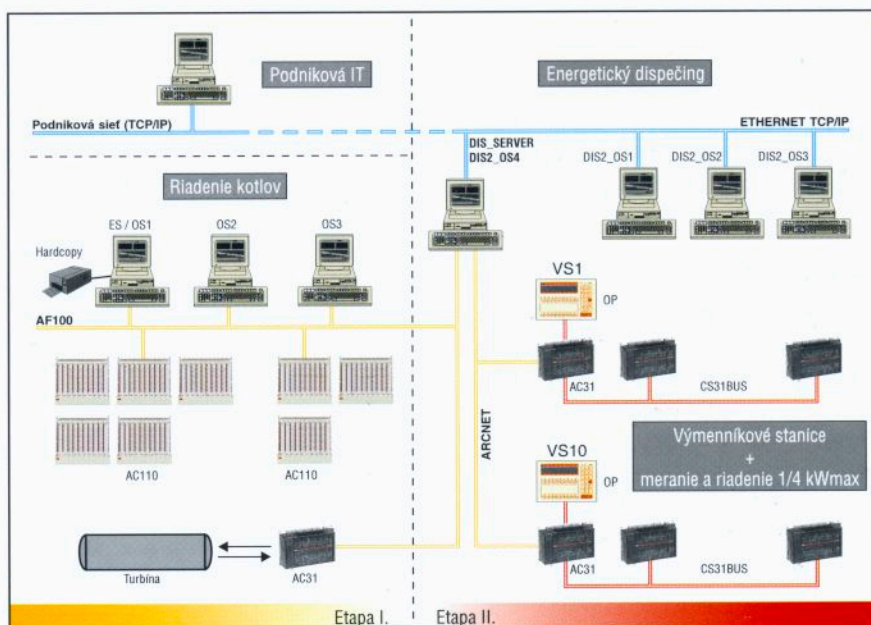 Podniková IT
Podniková sieť (TCP/IP)
Energetický dispečing
ETHERNET TCP/IP
DIS_SERVER
DIS2_OS4
DIS2_OS1
DIS2_OS2
DIS2_OS3
Riadenie kotlov
ES / OS1
OS2
OS3
Hardcopy
AF100
AC110
AC110
Turbína
AC31
ARCNET
VS1
OP
AC31
CS31BUS
Výmenníkové stanice
+
meranie a riadenie 1/4 kWmax
VS10
OP
AC31
CS31BUS
Etapa I.
Etapa II.